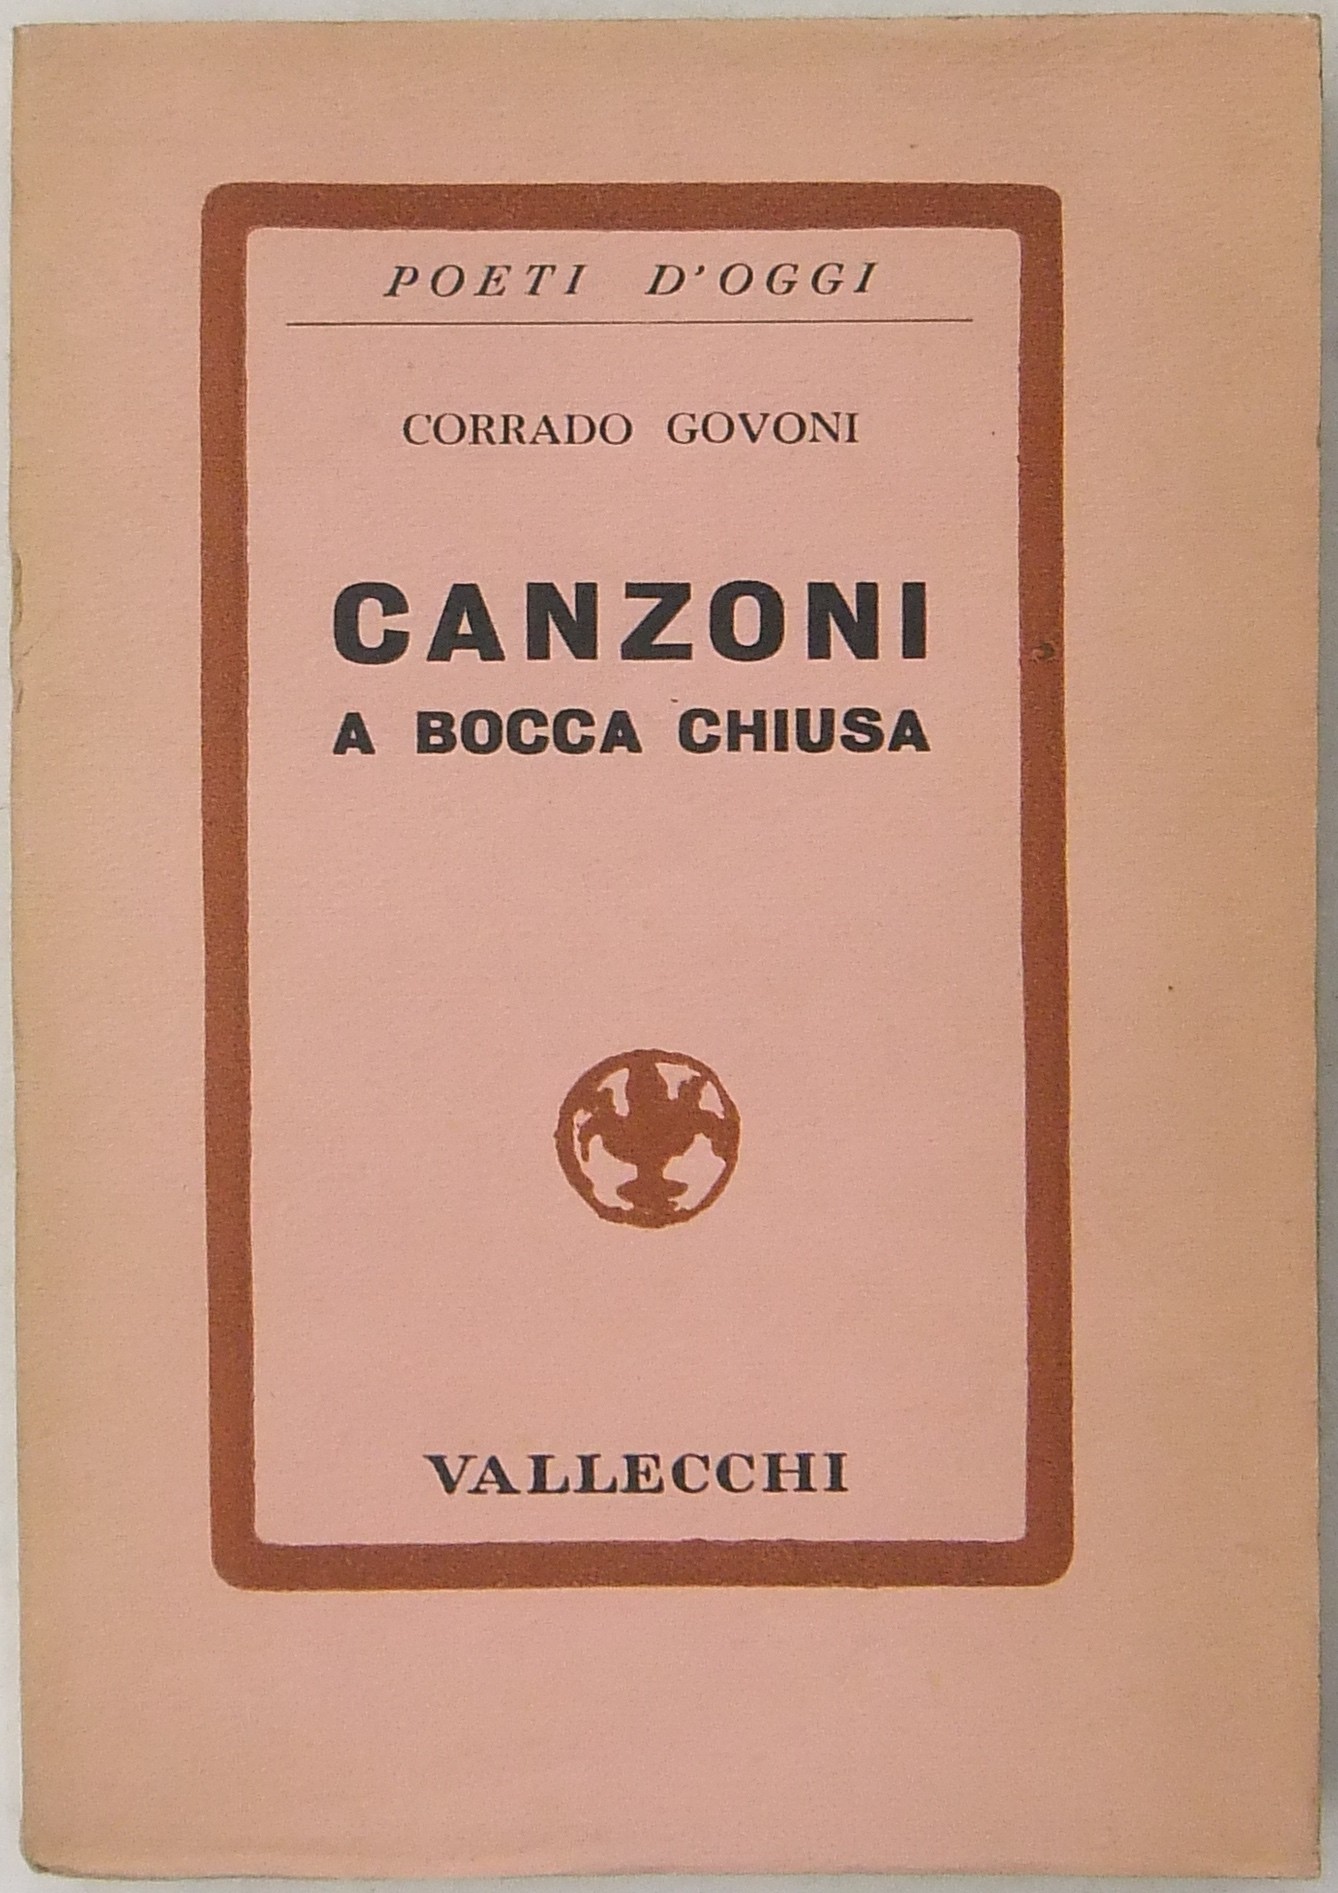 POETI D'OGGI
CORRADO GOVONI
CANZONI
A BOCCA CHIUSA
VALLECCHI